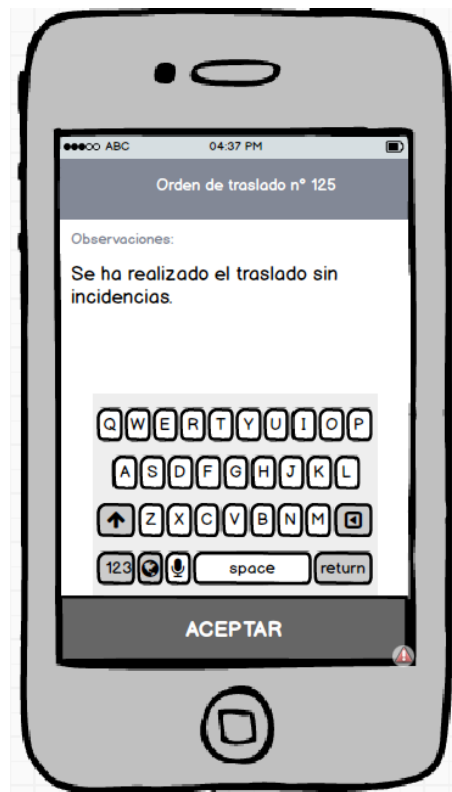 ABC 04:37 PM
Orden de traslado nº 125
Observaciones:
Se ha realizado el traslado sin
incidencias.
Q W E R T Y U I O P
A S D F G H J K L
Z X C V B N M
123 space return
ACEPTAR